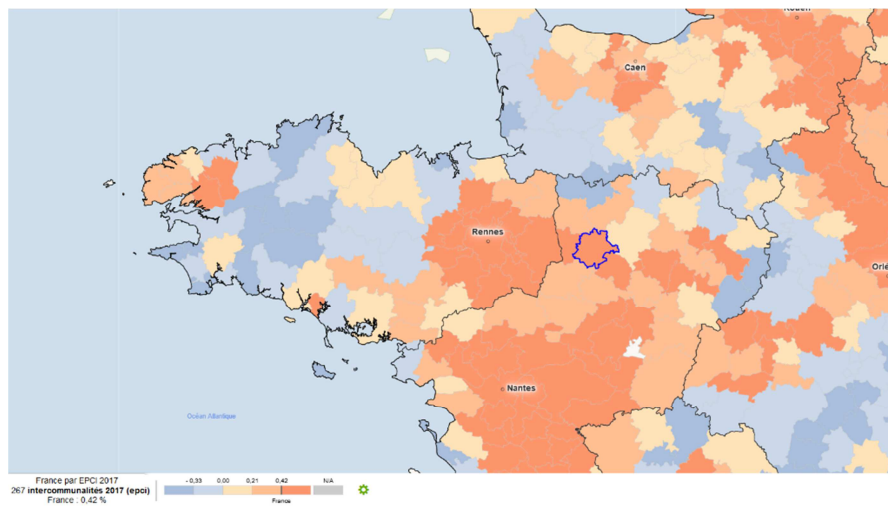 Rouen
Caen
Rennes
Nantes
Océan Atlantique
France par EPCI 2017
267 intercommunalités 2017 (epci)
France : 0,42 %
- 0,33 0,00 0,21 0,42 N/A
France